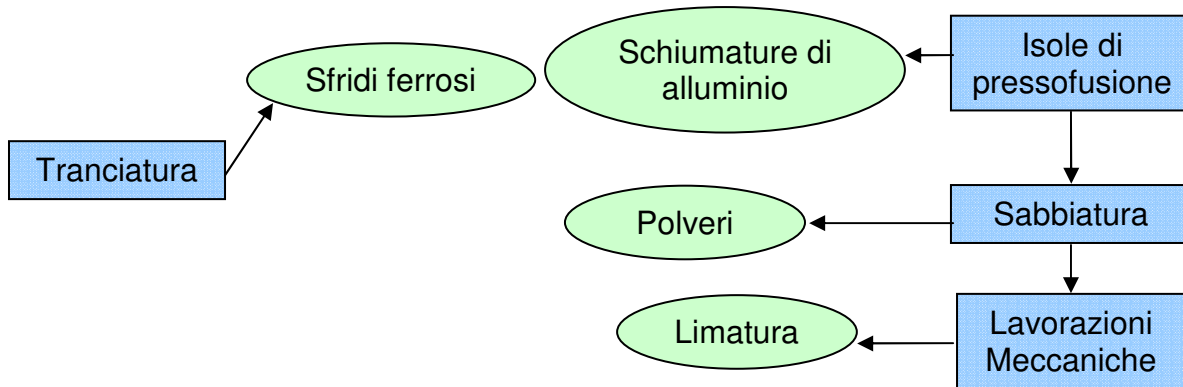 Sfridi ferrosi
Schiumature di
alluminio
Isole di
pressofusione
Tranciatura
Polveri
Sabbiatura
Limatura
Lavorazioni
Meccaniche